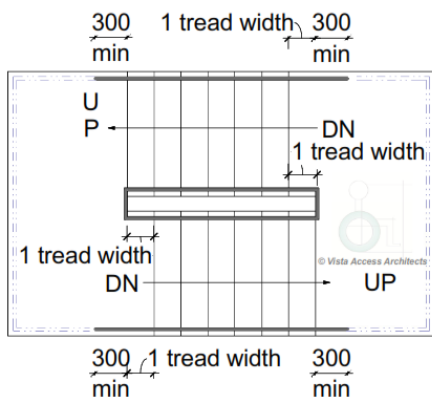 300 1 tread width 300
min min
U
P DN
1 tread width
1 tread width
© Vista Access Architects
DN UP
300 1 tread width 300
min min